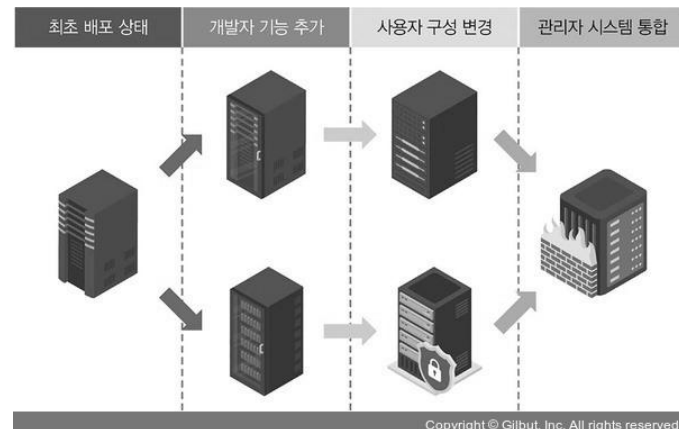 최초 배포 상태
개발자 기능 추가
사용자 구성 변경
관리자 시스템 통합
Copyright © Gilbut, Inc. All rights reserved